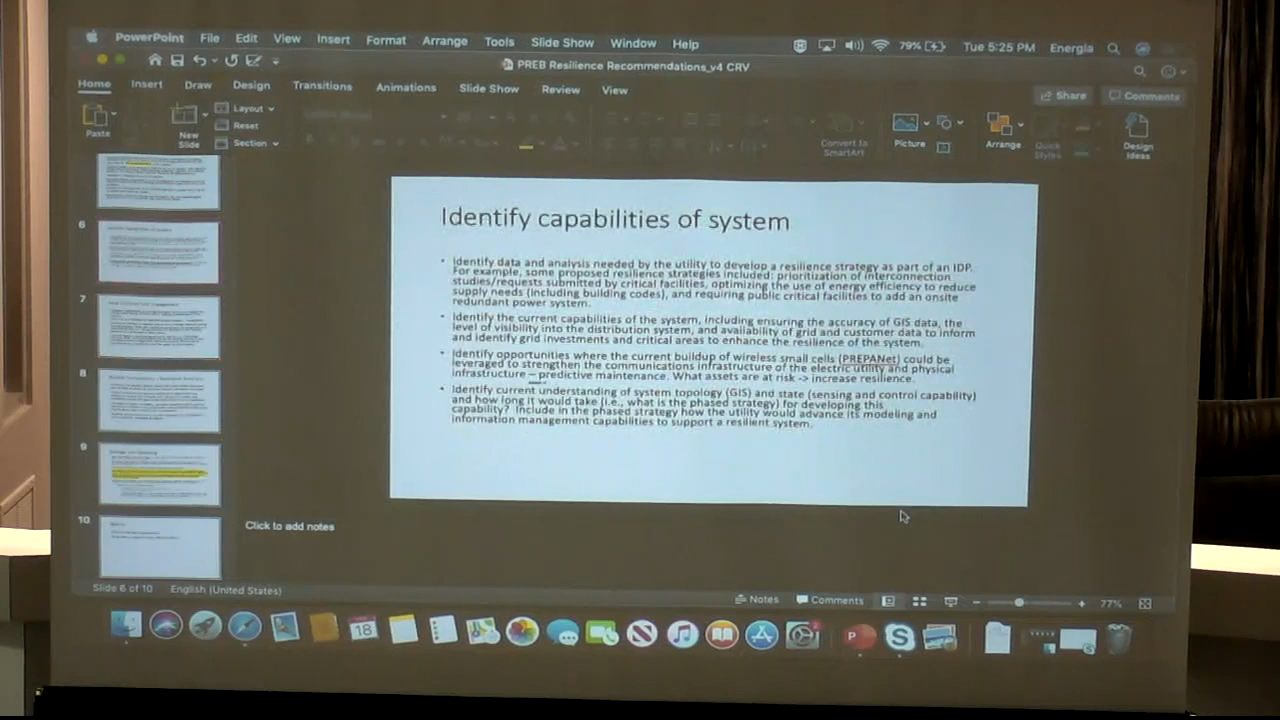 PowerPoint File Edit View Insert Format Arrange Tools Slide Show Window Help 79% Tue 5:25 PM Energia
PREB Resilience Recommendations_v4 CRV
Home Insert Draw Design Transitions Animations Slide Show Review View Share Comments
Paste New Slide Layout Reset Section Convert to SmartArt Picture Arrange Quick Styles Design Ideas
Identify capabilities of system
• Identify data and analysis needed by the utility to develop a resilience strategy as part of an IDP.
For example, some proposed resilience strategies included: prioritization of interconnection
studies/requests submitted by critical facilities, optimizing the use of energy efficiency to reduce
supply needs (including building codes), and requiring public critical facilities to add an onsite
redundant power system.
• Identify the current capabilities of the system, including ensuring the accuracy of GIS data, the
level of visibility into the distribution system, and availability of grid and customer data to inform
and identify grid investments and critical areas to enhance the resilience of the system.
• Identify opportunities where the current buildup of wireless small cells (PREPANet) could be
leveraged to strengthen the communications infrastructure of the electric utility and physical
infrastructure – predictive maintenance. What assets are at risk -> increase resilience.
• Identify current understanding of system topology (GIS) and state (sensing and control capability)
and how long it would take (i.e., what is the phased strategy) for developing this
capability? Include in the phased strategy how the utility would advance its modeling and
information management capabilities to support a resilient system.
6
7
8
9
10
Click to add notes
Slide 6 of 10 English (United States) Notes Comments 77%
18